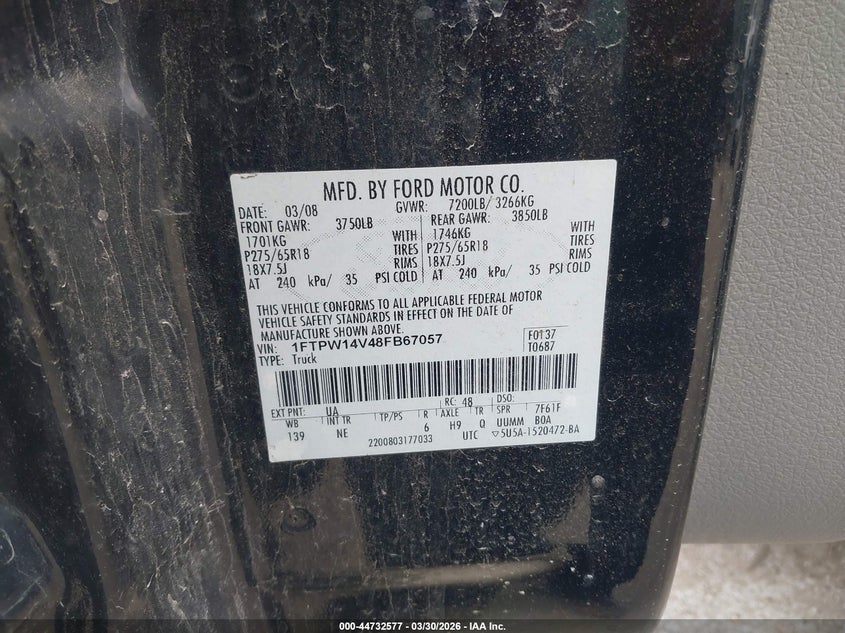 MFD. BY FORD MOTOR CO.
DATE: 03/08 GVWR: 7200LB/ 3266KG
FRONT GAWR: 3750LB REAR GAWR: 3850LB
1701KG WITH 1746KG WITH
P275/65R18 TIRES P275/65R18 TIRES
18X7.5J RIMS 18X7.5J RIMS
AT 240 kPa/ 35 PSI COLD AT 240 kPa/ 35 PSI COLD
THIS VEHICLE CONFORMS TO ALL APPLICABLE FEDERAL MOTOR
VEHICLE SAFETY STANDARDS IN EFFECT ON THE DATE OF
MANUFACTURE SHOWN ABOVE.
VIN: 1FTPW14V48FB67057 F0137
TYPE: Truck T0687
EXT PNT: UA RC: 48 DSO:
WB INT TR TP/PS R AXLE TR SPR 7F61F
139 NE 6 H9 Q UUMM BOA
2200803177033 UTC ▽5U5A-1520472-BA
000-44732577 — 03/30/2026 — IAA Inc.